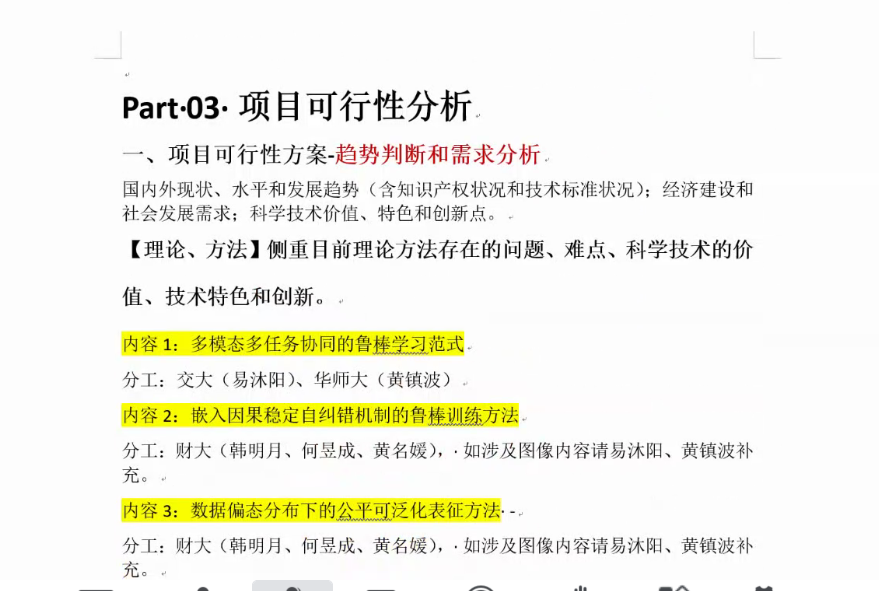 Part·03· 项目可行性分析
一、项目可行性方案-趋势判断和需求分析
国内外现状、水平和发展趋势（含知识产权状况和技术标准状况）；经济建设和
社会发展需求；科学技术价值、特色和创新点。
【理论、方法】侧重目前理论方法存在的问题、难点、科学技术的价
值、技术特色和创新。
内容 1：多模态多任务协同的鲁棒学习范式
分工：交大（易沐阳）、华师大（黄镇波）
内容 2：嵌入因果稳定自纠错机制的鲁棒训练方法
分工：财大（韩明月、何昱成、黄名媛），·如涉及图像内容请易沐阳、黄镇波补
充。
内容 3：数据偏态分布下的公平可泛化表征方法· -
分工：财大（韩明月、何昱成、黄名媛），·如涉及图像内容请易沐阳、黄镇波补
充。